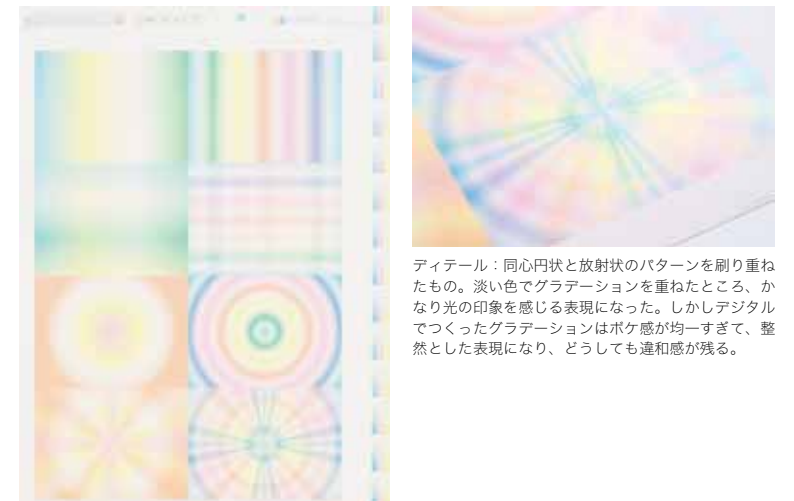 ディテール：同心円状と放射状のパターンを刷り重ね
たもの。淡い色でグラデーションを重ねたところ、か
なり光の印象を感じる表現になった。しかしデジタル
でつくったグラデーションはボケ感が均一すぎて、整
然とした表現になり、どうしても違和感が残る。